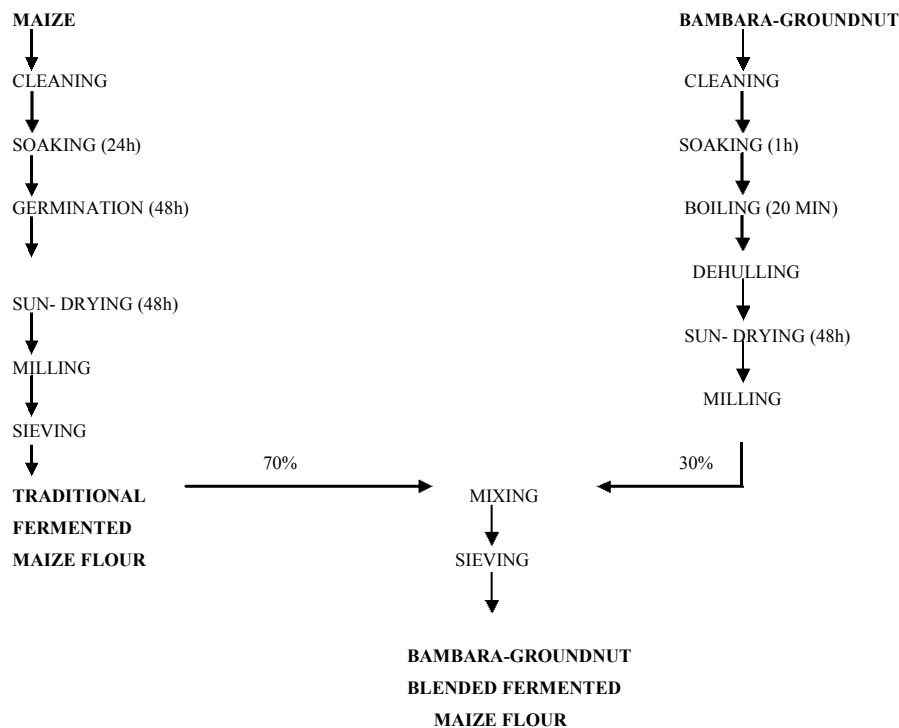 MAIZE
CLEANING
SOAKING (24h)
GERMINATION (48h)
SUN- DRYING (48h)
MILLING
SIEVING
TRADITIONAL
FERMENTED
MAIZE FLOUR
70%
BAMBARA-GROUNDNUT
CLEANING
SOAKING (1h)
BOILING (20 MIN)
DEHULLING
SUN- DRYING (48h)
MILLING
30%
MIXING
SIEVING
BAMBARA-GROUNDNUT
BLENDED FERMENTED
MAIZE FLOUR